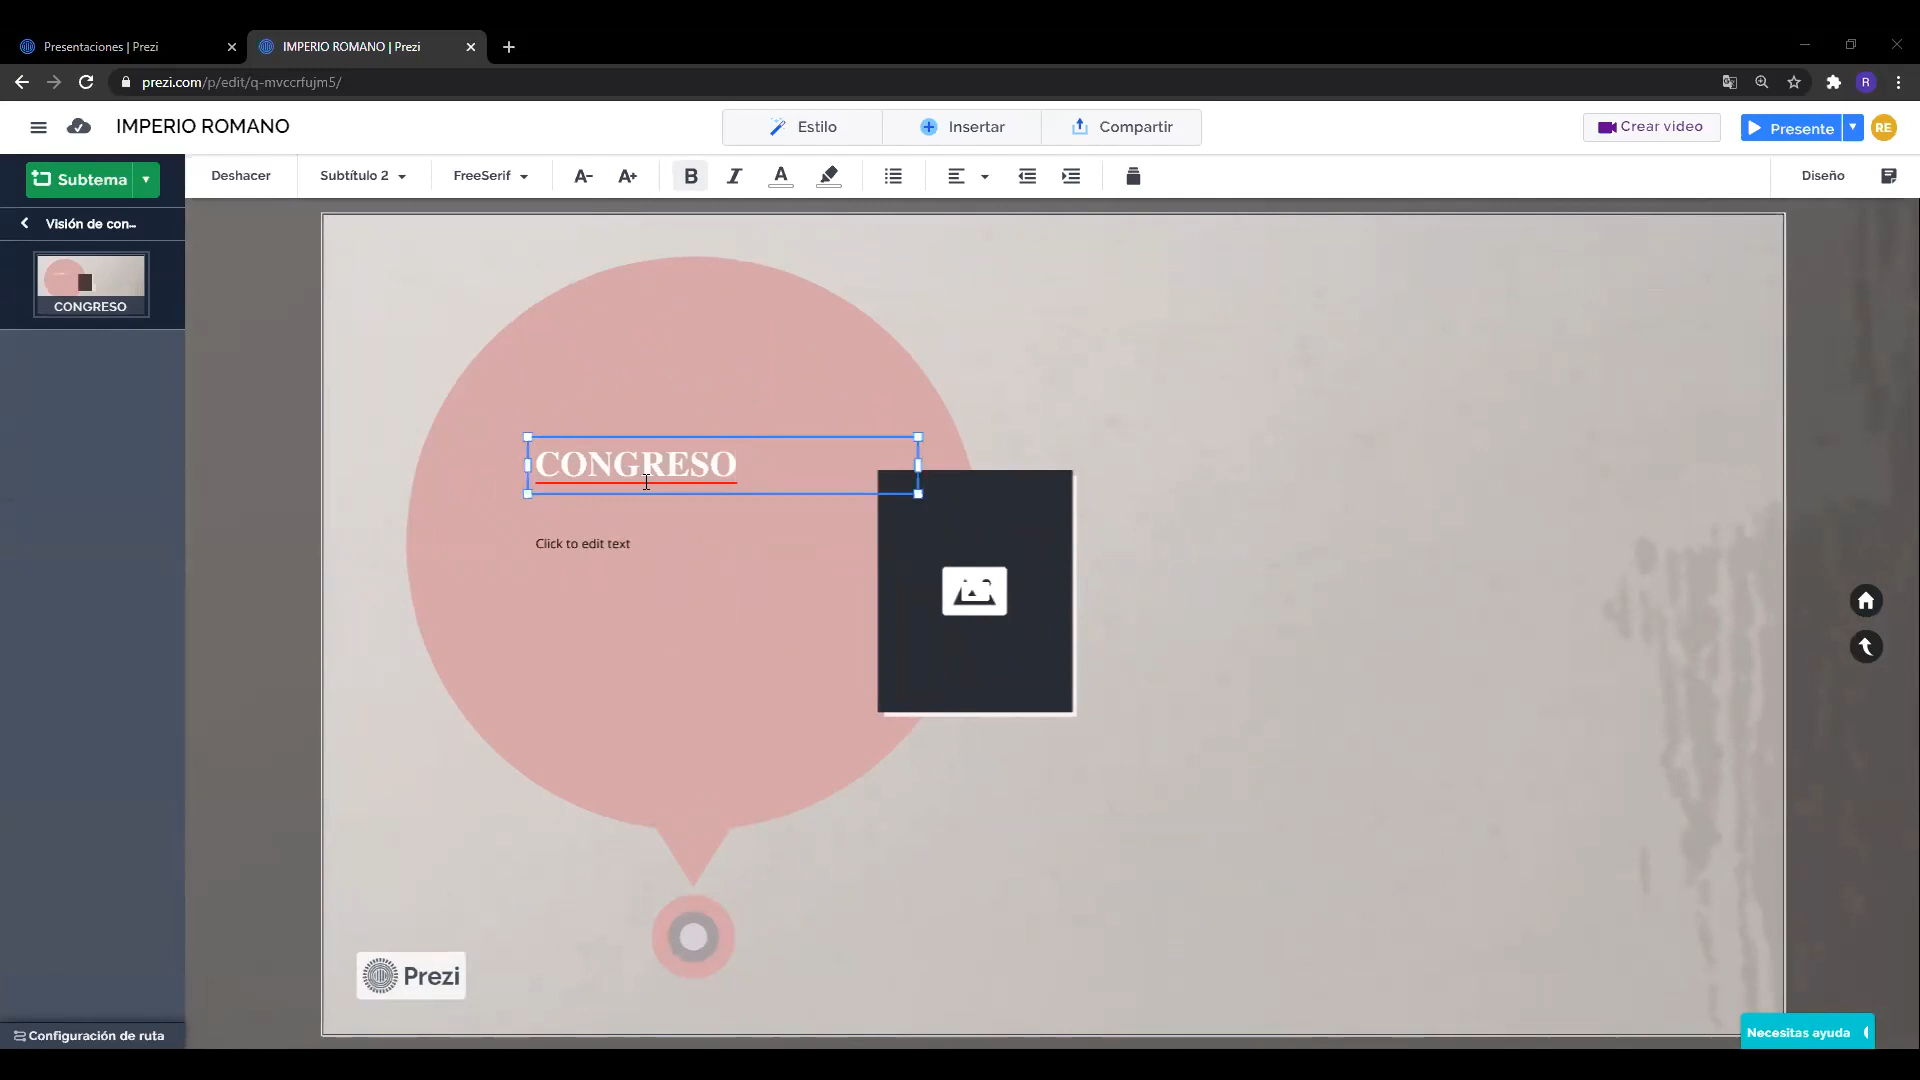 Presentaciones | Prezi
IMPERIO ROMANO | Prezi
prezi.com/p/edit/q-mvccrfujm5/
R
IMPERIO ROMANO
Estilo
Insertar
Compartir
Crear video
Presente
RE
Subtema
Deshacer
Subtítulo 2
FreeSerif
A-
A+
B
I
A
Diseño
Visión de con...
CONGRESO
CONGRESO
Click to edit text
Prezi
Configuración de ruta
Necesitas ayuda